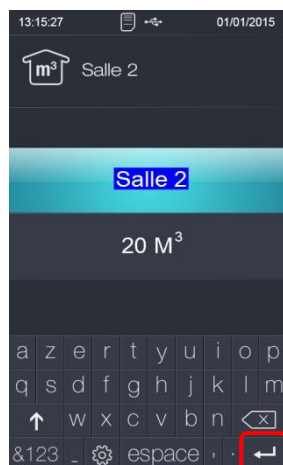 13:15:27 01/01/2015
m³ Salle 2
Salle 2
20 M³
a z e r t y u i o p
q s d f g h j k l m
w x c v b n
&123 _ espace , .